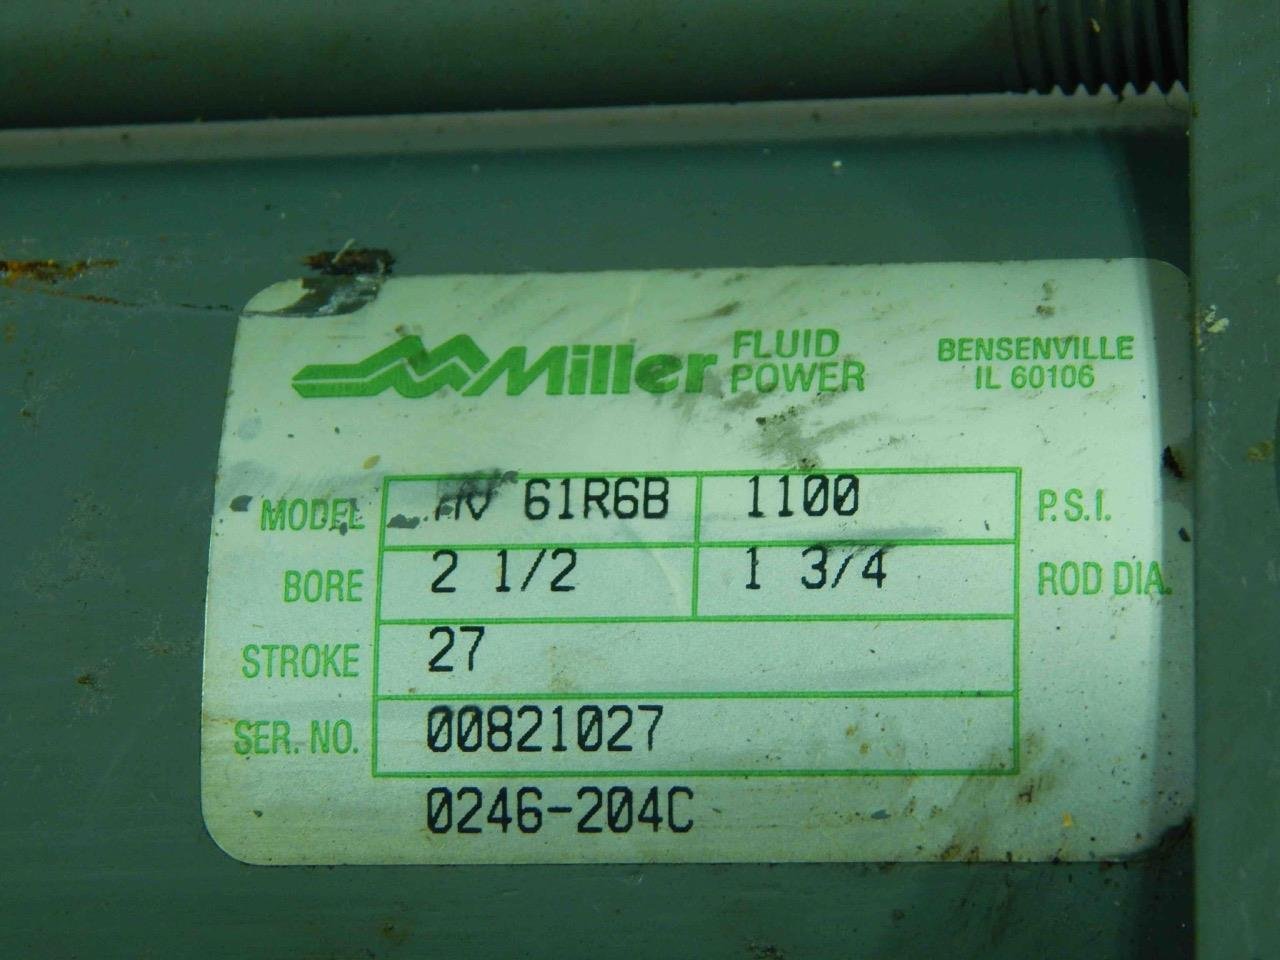 Miller FLUID POWER
BENSENVILLE
IL 60106
MODEL 61R6B 1100 P.S.I.
BORE 2 1/2 1 3/4 ROD DIA.
STROKE 27
SER. NO. 00821027
0246-204C